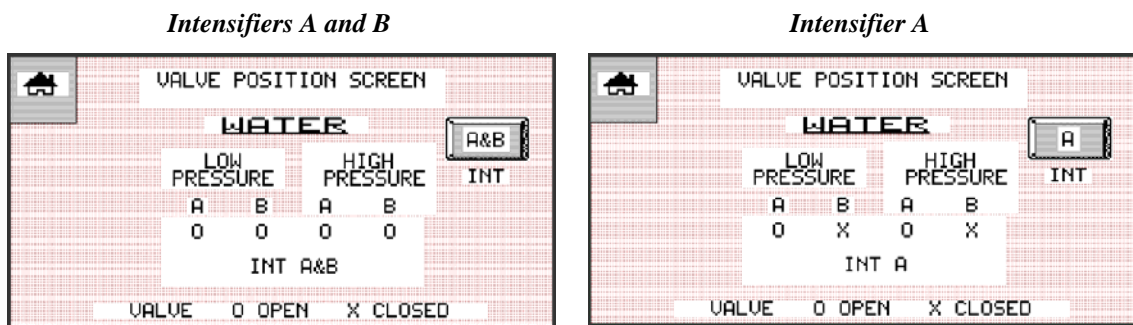 Intensifiers A and B
VALVE POSITION SCREEN
WATER
A&B
LOW PRESSURE
HIGH PRESSURE
INT
A B A B
O O O O
INT A&B
VALVE O OPEN X CLOSED
Intensifier A
VALVE POSITION SCREEN
WATER
A
LOW PRESSURE
HIGH PRESSURE
INT
A B A B
O X O X
INT A
VALVE O OPEN X CLOSED